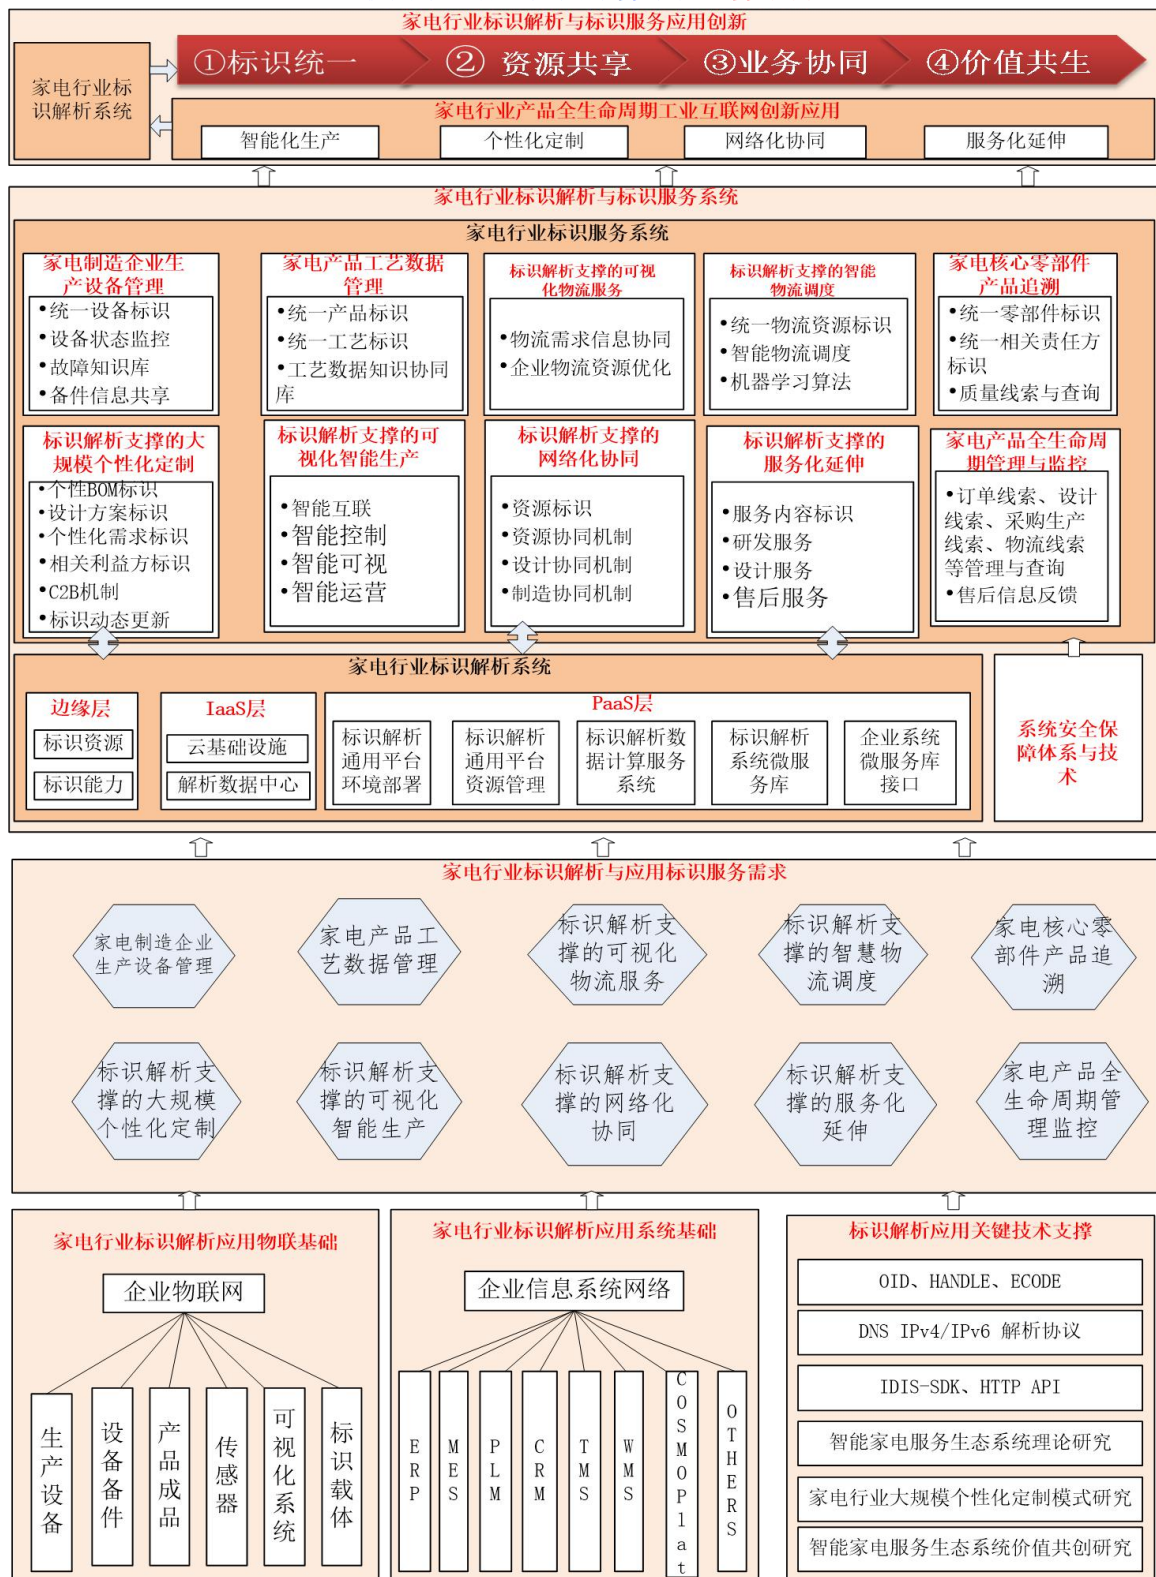 家电行业标识解析与标识服务应用创新
家电行业标
识解析系统
①标识统一
② 资源共享
③业务协同
④价值共生
家电行业产品全生命周期工业互联网创新应用
智能化生产
个性化定制
网络化协同
服务化延伸
家电行业标识解析与标识服务系统
家电行业标识服务系统
家电制造企业生
产设备管理
•统一设备标识
•设备状态监控
•故障知识库
•备件信息共享
家电产品工艺数据
管理
•统一产品标识
•统一工艺标识
•工艺数据知识协同
库
标识解析支撑的可视
化物流服务
•物流需求信息协同
•企业物流资源优化
标识解析支撑的智能
物流调度
•统一物流资源标识
•智能物流调度
•机器学习算法
家电核心零部件
产品追溯
•统一零部件标识
•统一相关责任方
标识
•质量线索与查询
标识解析支撑的大
规模个性化定制
•个性BOM标识
•设计方案标识
•个性化需求标识
•相关利益方标识
•C2B机制
•标识动态更新
标识解析支撑的可
视化智能生产
•智能互联
•智能控制
•智能可视
•智能运营
标识解析支撑的
网络化协同
•资源标识
•资源协同机制
•设计协同机制
•制造协同机制
标识解析支撑的
服务化延伸
•服务内容标识
•研发服务
•设计服务
•售后服务
家电产品全生命周
期管理与监控
•订单线索、设计
线索、采购生产
线索、物流线索
等管理与查询
•售后信息反馈
家电行业标识解析系统
边缘层
标识资源
标识能力
IaaS层
云基础设施
解析数据中心
PaaS层
标识解析
通用平台
环境部署
标识解析
通用平台
资源管理
标识解析数
据计算服务
系统
标识解析
系统微服
务库
企业系统
微服务库
接口
系统安全保
障体系与技
术
家电行业标识解析与应用标识服务需求
家电制造企业
生产设备管理
家电产品工
艺数据管理
标识解析支
撑的可视化
物流服务
标识解析支
撑的智慧物
流调度
家电核心零
部件产品追
溯
标识解析支
撑的大规模
个性化定制
标识解析支
撑的可视化
智能生产
标识解析支
撑的网络化
协同
标识解析支
撑的服务化
延伸
家电产品全
生命周期管
理监控
家电行业标识解析应用物联基础
企业物联网
生产设备
设备备件
产品成品
传感器
可视化系统
标识载体
家电行业标识解析应用系统基础
企业信息系统网络
ERP
MES
PLM
CRM
TMS
WMS
COSMOPlat
OTHERS
标识解析应用关键技术支撑
OID、HANDLE、ECODE
DNS IPv4/IPv6 解析协议
IDIS-SDK、HTTP API
智能家电服务生态系统理论研究
家电行业大规模个性化定制模式研究
智能家电服务生态系统价值共创研究